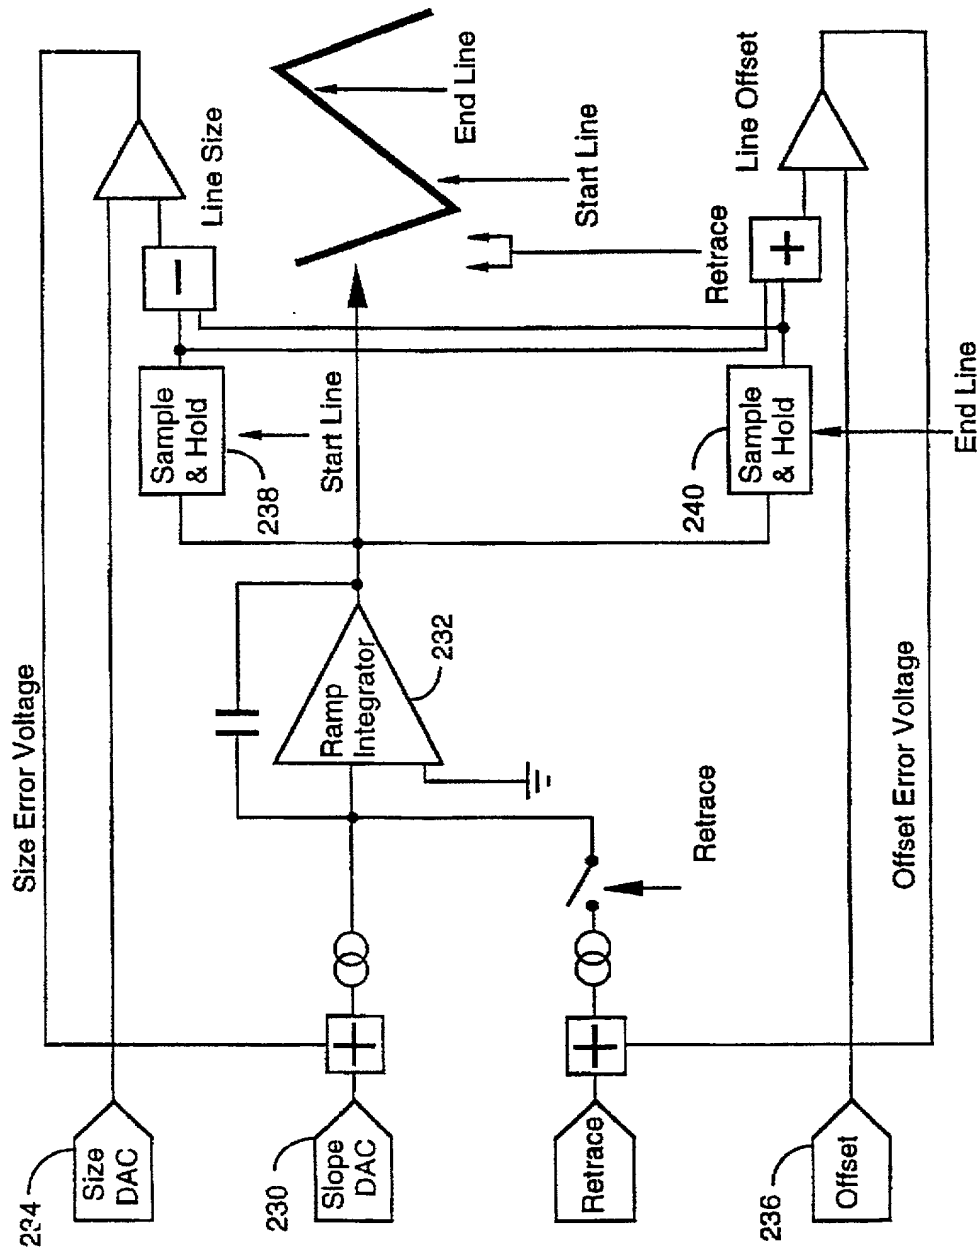 Size Error Voltage
234
Size
DAC
Line Size
Sample
& Hold
238
Start Line
230
Slope
DAC
Ramp
Integrator
232
End Line
Start Line
Retrace
Retrace
Retrace
240
Sample
& Hold
End Line
Line Offset
236
Offset
Offset Error Voltage